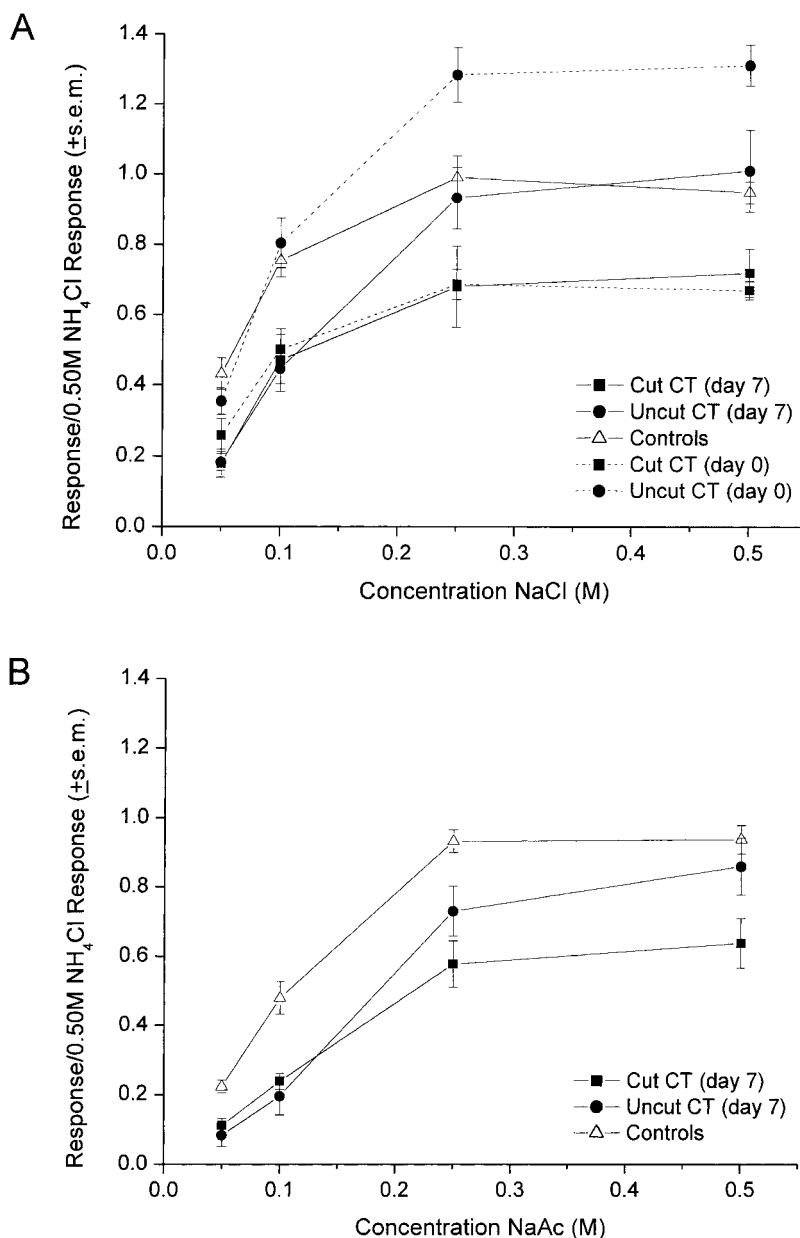 A
Response/0.50M NH4Cl Response (±s.e.m.)
1.4
1.2
1.0
0.8
0.6
0.4
0.2
0.0
Cut CT (day 7)
Uncut CT (day 7)
Controls
Cut CT (day 0)
Uncut CT (day 0)
0.0 0.1 0.2 0.3 0.4 0.5
Concentration NaCl (M)
B
Response/0.50M NH4Cl Response (±s.e.m.)
1.4
1.2
1.0
0.8
0.6
0.4
0.2
0.0
Cut CT (day 7)
Uncut CT (day 7)
Controls
0.0 0.1 0.2 0.3 0.4 0.5
Concentration NaAc (M)